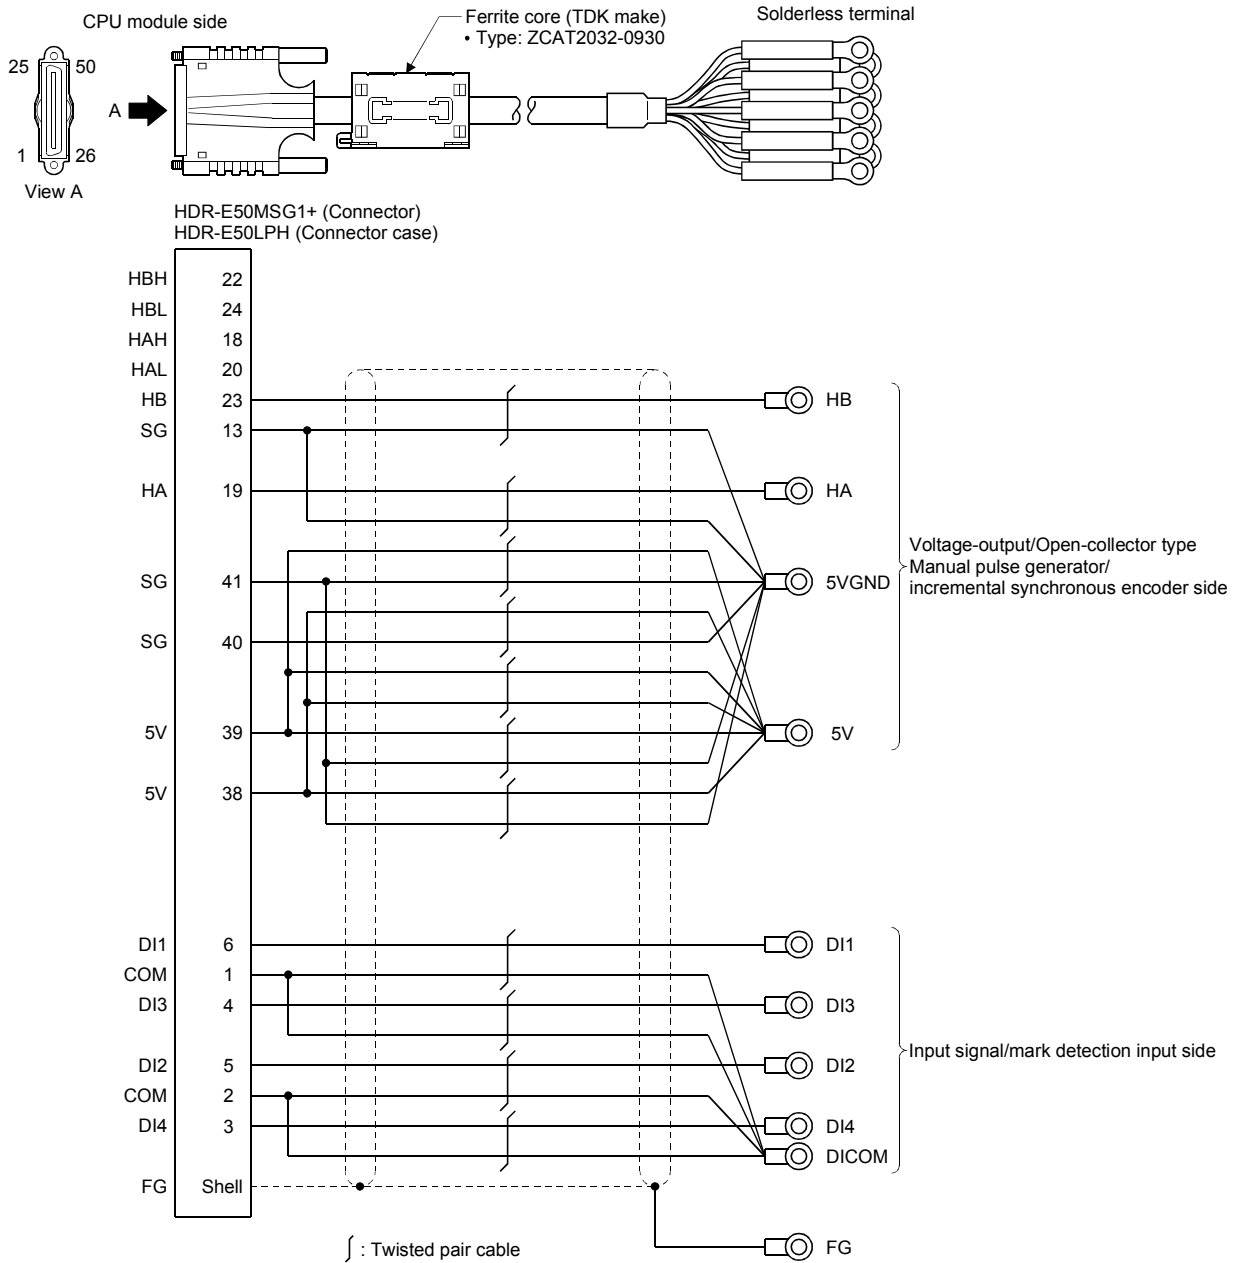 CPU module side
Ferrite core (TDK make)
• Type: ZCAT2032-0930
Solderless terminal
25 50
A
1 26
View A
HDR-E50MSG1+ (Connector)
HDR-E50LPH (Connector case)
HBH 22
HBL 24
HAH 18
HAL 20
HB 23 HB
SG 13
HA 19 HA
Voltage-output/Open-collector type
Manual pulse generator/
incremental synchronous encoder side
SG 41 5VGND
SG 40
5V 39 5V
5V 38
DI1 6 DI1
COM 1
DI3 4 DI3
Input signal/mark detection input side
DI2 5 DI2
COM 2
DI4 3 DI4
DICOM
FG Shell
: Twisted pair cable
FG